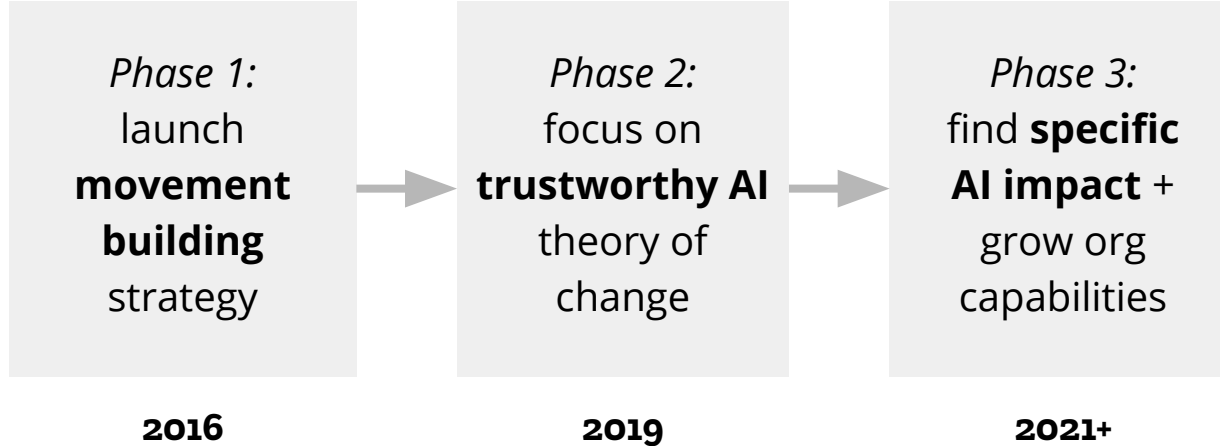 Phase 1:
launch
movement
building
strategy
2016
Phase 2:
focus on
trustworthy AI
theory of
change
2019
Phase 3:
find specific
AI impact +
grow org
capabilities
2021+